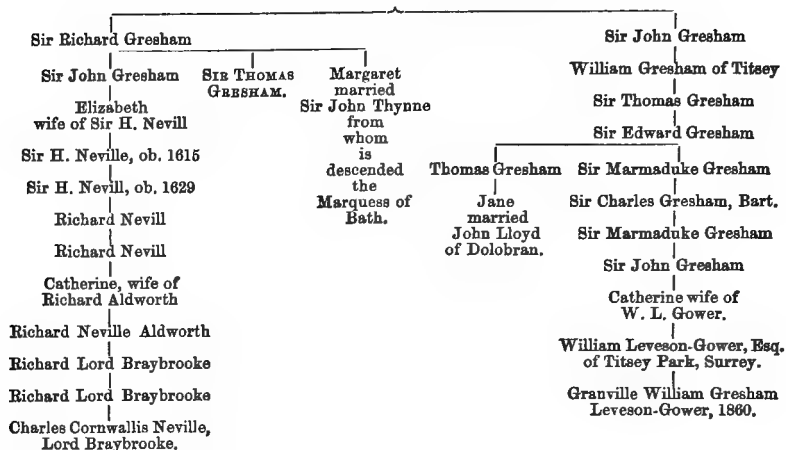 Sir Richard Gresham
Sir John Gresham
SIR THOMAS
GRESHAM.
Margaret
married
Sir John Thynne
from
whom
is
descended
the
Marquess of
Bath.
Elizabeth
wife of Sir H. Nevill
Sir H. Neville, ob. 1615
Sir H. Nevill, ob. 1629
Richard Nevill
Richard Nevill
Catherine, wife of
Richard Aldworth
Richard Neville Aldworth
Richard Lord Braybrooke
Richard Lord Braybrooke
Charles Cornwallis Neville,
Lord Braybrooke.
Sir John Gresham
William Gresham of Titsey
Sir Thomas Gresham
Sir Edward Gresham
Thomas Gresham
Jane
married
John Lloyd
of Dolobran.
Sir Marmaduke Gresham
Sir Charles Gresham, Bart.
Sir Marmaduke Gresham
Sir John Gresham
Catherine wife of
W. L. Gower.
William Leveson-Gower, Esq.
of Titsey Park, Surrey.
Granville William Gresham
Leveson-Gower, 1860.